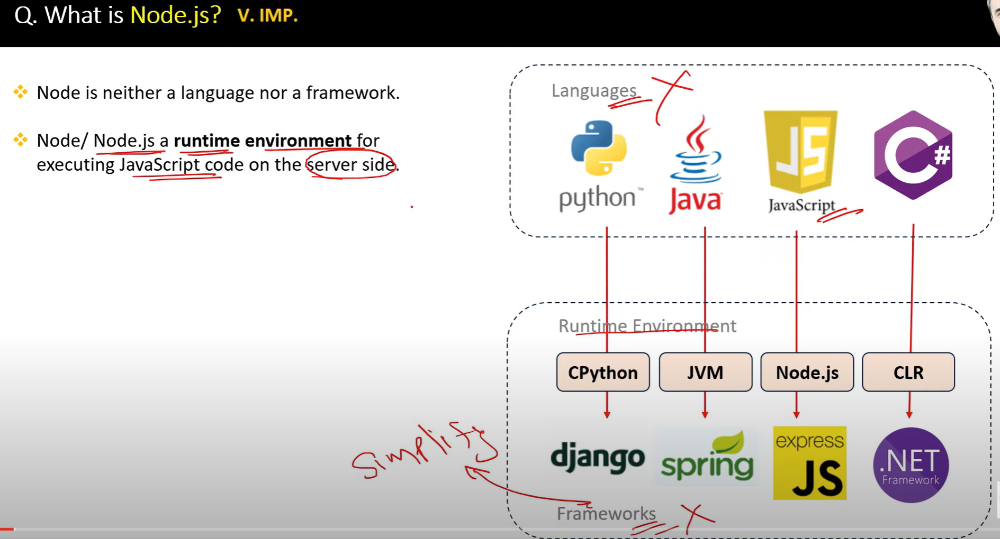 Q. What is Node.js? V. IMP.
❖ Node is neither a language nor a framework.
❖ Node/ Node.js a runtime environment for
executing JavaScript code on the server side.
Languages
python™
Java
JS
JavaScript
C#
Runtime Environment
CPython
JVM
Node.js
CLR
Simplify
django
spring
express
JS
.NET
Framework
Frameworks